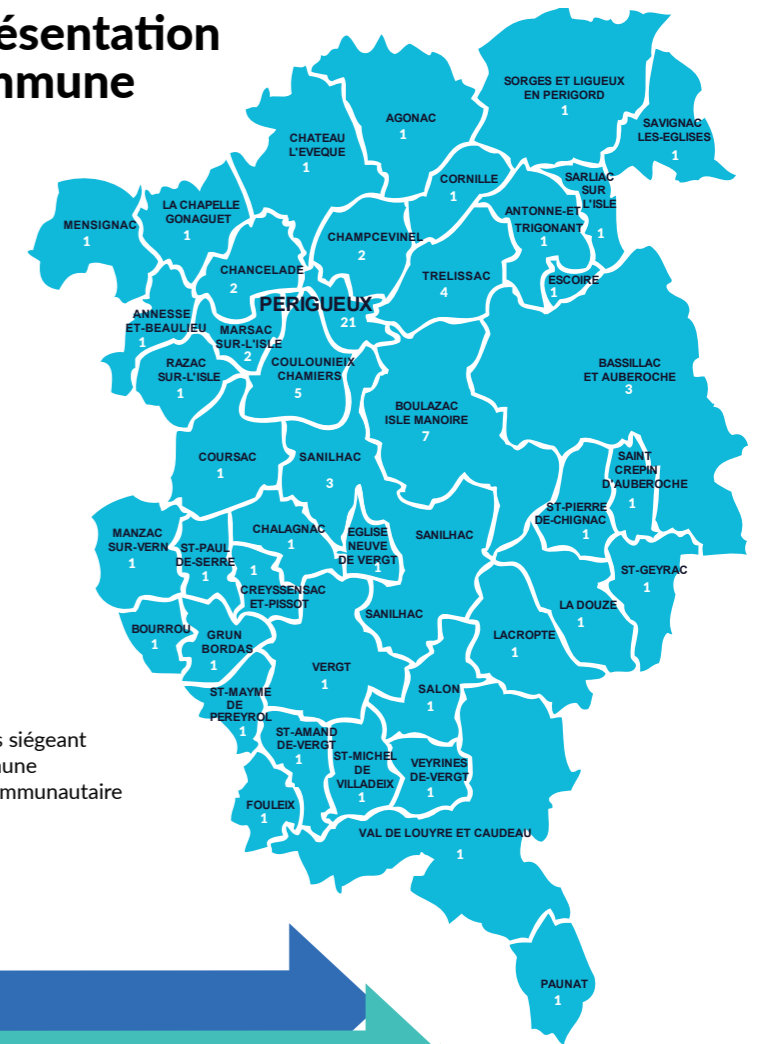 ésentation
mmune
SORGES ET LIGUEUX
EN PERIGORD
1
AGONAC
1
SAVIGNAC
LES-EGLISES
1
CHATEAU
L'EVEQUE
1
CORNILLE
1
SARLIAC
SUR
L'ISLE
1
LA CHAPELLE
GONAGUET
1
MENSIGNAC
1
ANTONNE-ET
TRIGONANT
1
CHAMPCEVINEL
2
CHANCELADE
2
TRELISSAC
4
ESCOIRE
1
PERIGUEUX
21
ANNESSE
ET-BEAULIEU
1
MARSAC
SUR-L'ISLE
2
RAZAC
SUR-L'ISLE
1
COULOUNIEIX
CHAMIERS
5
BASSILLAC
ET AUBEROCHE
3
BOULAZAC
ISLE MANOIRE
7
COURSAC
1
SANILHAC
3
SAINT
CREPIN
D'AUBEROCHE
1
ST-PIERRE
DE-CHIGNAC
1
MANZAC
SUR-VERN
1
ST-PAUL
DE-SERRE
1
CHALAGNAC
1
EGLISE
NEUVE
DE VERGT
1
SANILHAC
ST-GEYRAC
1
1
CREYSSENSAC
ET-PISSOT
SANILHAC
LA DOUZE
1
BOURROU
1
GRUN
BORDAS
1
LACROPTE
1
VERGT
1
SALON
1
ST-MAYME
DE
PEREYROL
1
ST-AMAND
DE-VERGT
1
ST-MICHEL
DE
VILLADEIX
1
VEYRINES
DE-VERGT
1
s siégeant
nune
ommunautaire
FOULEIX
1
VAL DE LOUYRE ET CAUDEAU
1
PAUNAT
1